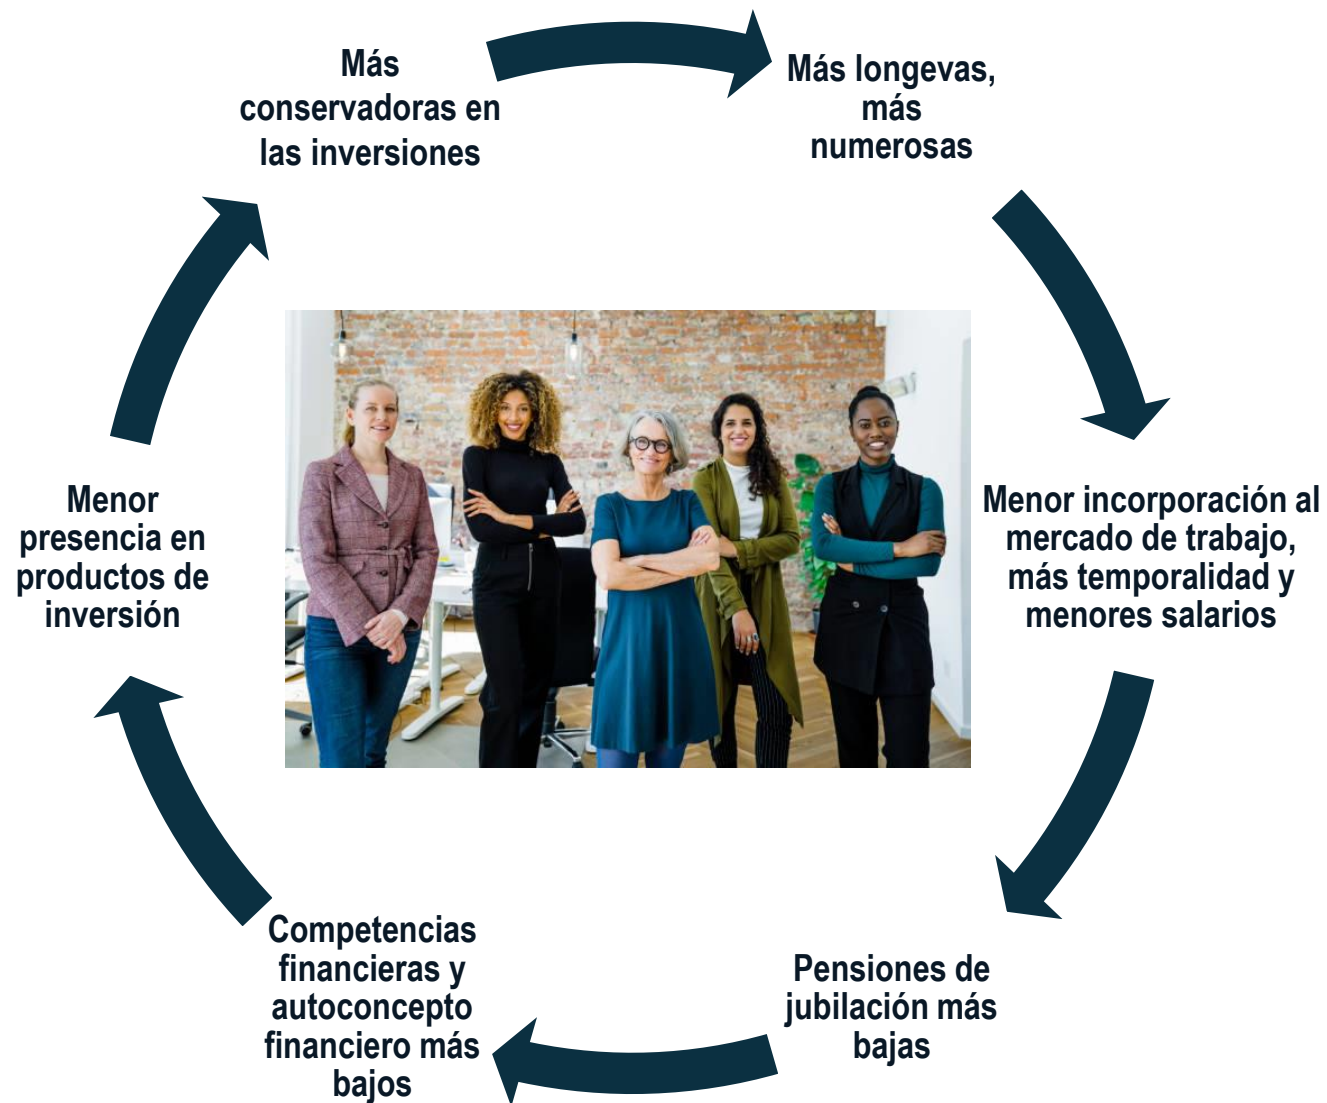 Más
conservadoras en
las inversiones
Más longevas,
más
numerosas
Menor incorporación al
mercado de trabajo,
más temporalidad y
menores salarios
Pensiones de
jubilación más
bajas
Competencias
financieras y
autoconcepto
financiero más
bajos
Menor
presencia en
productos de
inversión